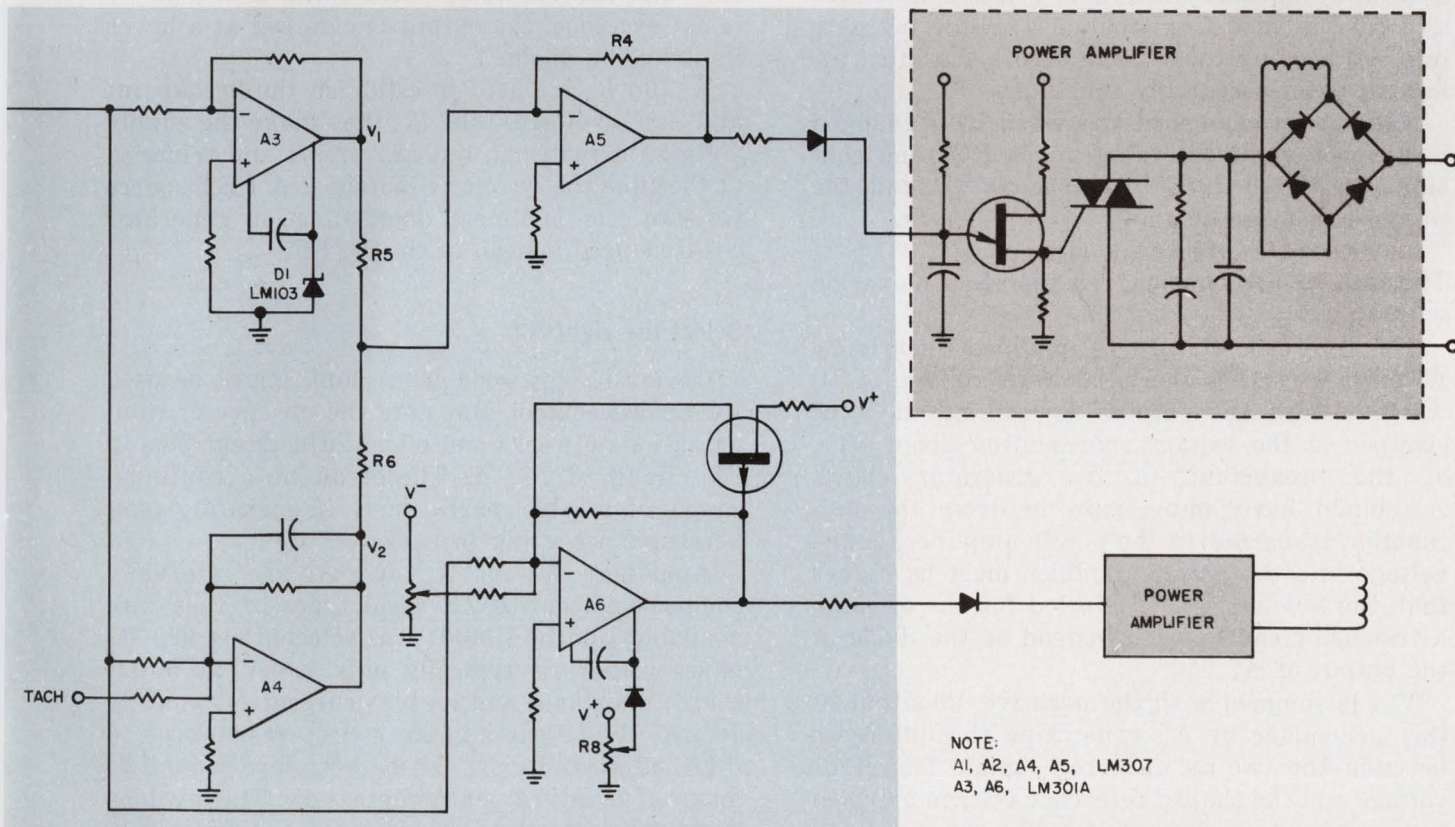 POWER AMPLIFIER
R4
A3
V1
A5
D1
LM103
R5
R6
V+
V-
V2
A6
POWER
AMPLIFIER
TACH
A4
V+
R8
NOTE:
A1, A2, A4, A5, LM307
A3, A6, LM301A